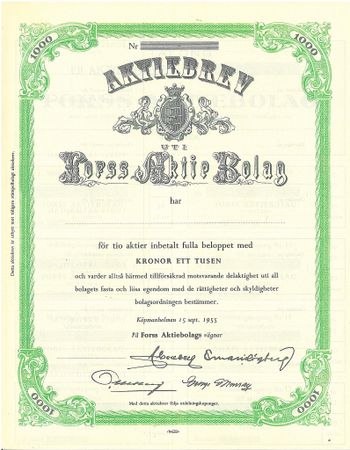 1000
1000
Nr
AKTIEBREV
UTI
Forss Aktie Bolag
har
för tio aktier inbetalt fulla beloppet med
KRONOR ETT TUSEN
och varder alltså härmed tillförsäkrad motsvarande delaktighet uti all
bolagets fasta och lösa egendom med de rättigheter och skyldigheter
bolagsordningen bestämmer.
Köpmanholmen 15 sept. 1955
På Forss Aktiebolags vägnar
Med detta aktiebrev följa utdelningskuponger.
1000
1000